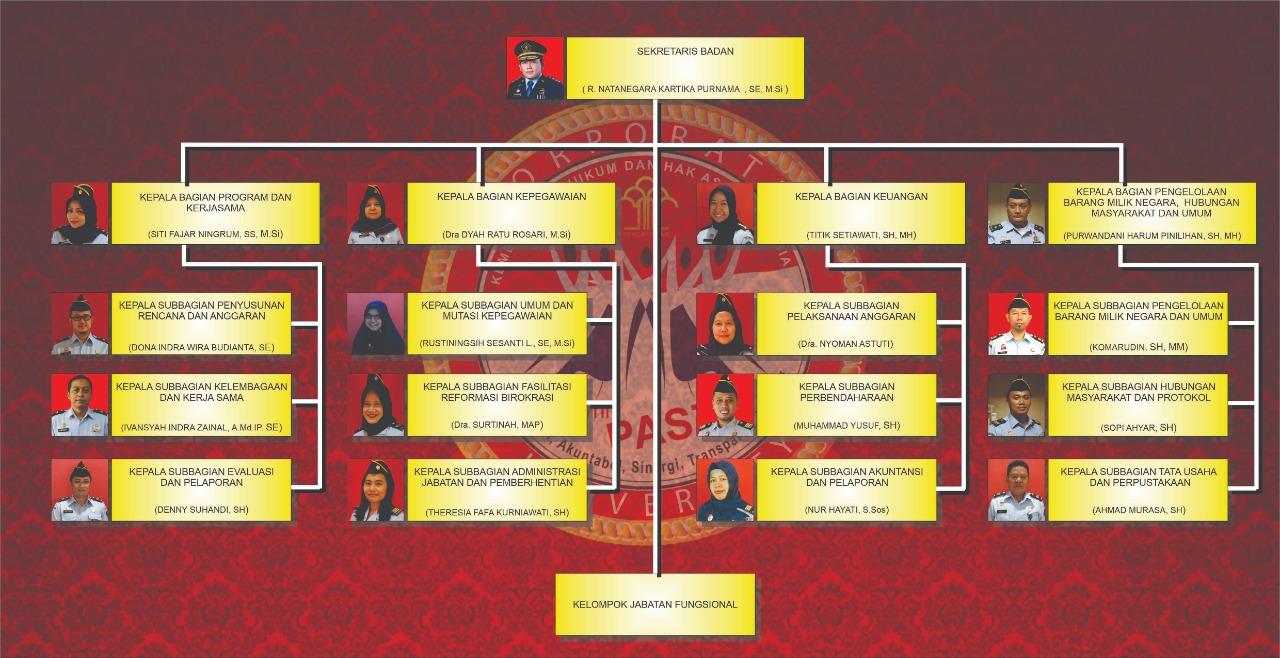 SEKRETARIS BADAN
( R. NATANEGARA KARTIKA PURNAMA , SE, M.Si )
KEPALA BAGIAN PROGRAM DAN
KERJASAMA
(SITI FAJAR NINGRUM, SS, M.Si)
KEPALA BAGIAN KEPEGAWAIAN
(Dra DYAH RATU ROSARI, M.Si)
KEPALA BAGIAN KEUANGAN
(TITIK SETIAWATI, SH, MH)
KEPALA BAGIAN PENGELOLAAN
BARANG MILIK NEGARA, HUBUNGAN
MASYARAKAT DAN UMUM
(PURWANDANI HARUM PINILIHAN, SH, MH)
KEPALA SUBBAGIAN PENYUSUNAN
RENCANA DAN ANGGARAN
(DONA INDRA WIRA BUDIANTA, SE)
KEPALA SUBBAGIAN UMUM DAN
MUTASI KEPEGAWAIAN
(RUSTININGSIH SESANTI L., SE, M.Si)
KEPALA SUBBAGIAN
PELAKSANAAN ANGGARAN
(Dra. NYOMAN ASTUTI)
KEPALA SUBBAGIAN PENGELOLAAN
BARANG MILIK NEGARA DAN UMUM
(KOMARUDIN, SH, MM)
KEPALA SUBBAGIAN KELEMBAGAAN
DAN KERJA SAMA
(IVANSYAH INDRA ZAINAL, A.Md.IP. SE)
KEPALA SUBBAGIAN FASILITASI
REFORMASI BIROKRASI
(Dra. SURTINAH, MAP)
KEPALA SUBBAGIAN
PERBENDAHARAAN
(MUHAMMAD YUSUF, SH)
KEPALA SUBBAGIAN HUBUNGAN
MASYARAKAT DAN PROTOKOL
(SOPI AHYAR, SH)
KEPALA SUBBAGIAN EVALUASI
DAN PELAPORAN
(DENNY SUHANDI, SH)
KEPALA SUBBAGIAN ADMINISTRASI
JABATAN DAN PEMBERHENTIAN
(THERESIA FAFA KURNIAWATI, SH)
KEPALA SUBBAGIAN AKUNTANSI
DAN PELAPORAN
(NUR HAYATI, S.Sos)
KEPALA SUBBAGIAN TATA USAHA
DAN PERPUSTAKAAN
(AHMAD MURASA, SH)
KELOMPOK JABATAN FUNGSIONAL
HUKUM DAN HAK
Akuntabel, Sinergi,